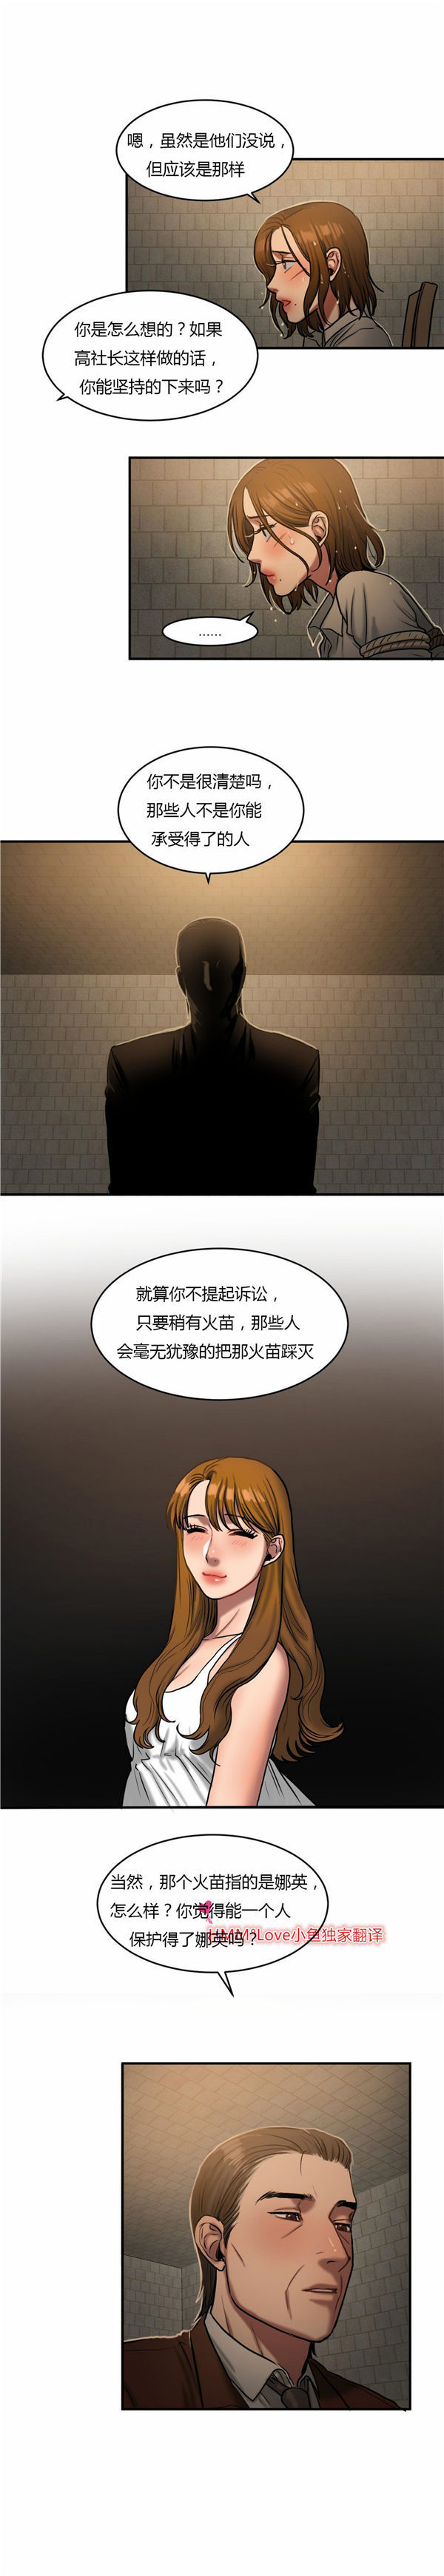 嗯，虽然是他们没说，
但应该是那样
你是怎么想的？如果
高社长这样做的话，
你能坚持的下来吗？
......
你不是很清楚吗，
那些人不是你能
承受得了的人
就算你不提起诉讼，
只要稍有火苗，那些人
会毫无犹豫的把那火苗踩灭
当然，那个火苗指的是娜英，
怎么样？你觉得能一个人
保护得了娜英吗？
Love小鱼独家翻译